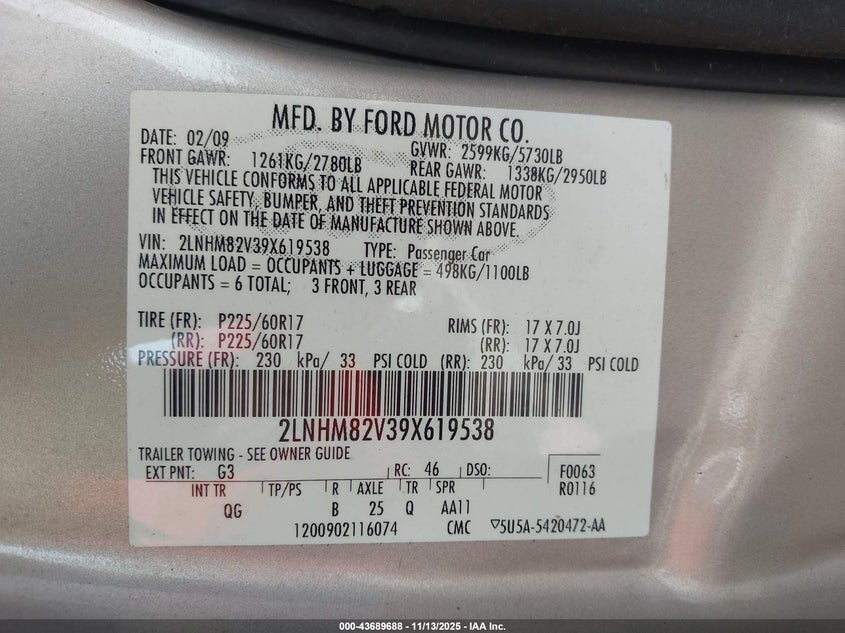 MFD. BY FORD MOTOR CO.
DATE: 02/09 GVWR: 2599KG/5730LB
FRONT GAWR: 1261KG/2780LB REAR GAWR: 1338KG/2950LB
THIS VEHICLE CONFORMS TO ALL APPLICABLE FEDERAL MOTOR
VEHICLE SAFETY, BUMPER, AND THEFT PREVENTION STANDARDS
IN EFFECT ON THE DATE OF MANUFACTURE SHOWN ABOVE.
VIN: 2LNHM82V39X619538 TYPE: Passenger Car
MAXIMUM LOAD = OCCUPANTS + LUGGAGE = 498KG/1100LB
OCCUPANTS = 6 TOTAL; 3 FRONT, 3 REAR
TIRE (FR): P225/60R17 RIMS (FR): 17 X 7.0J
(RR): P225/60R17 (RR): 17 X 7.0J
PRESSURE (FR): 230 kPa/ 33 PSI COLD (RR): 230 kPa/ 33 PSI COLD
2LNHM82V39X619538
TRAILER TOWING - SEE OWNER GUIDE
EXT PNT: G3 RC: 46 DSO: F0063
INT TR TP/PS R AXLE TR SPR R0116
QG B 25 Q AA11
1200902116074 CMC ▽5U5A-5420472-AA
000-43689688 - 11/13/2025 - IAA Inc.